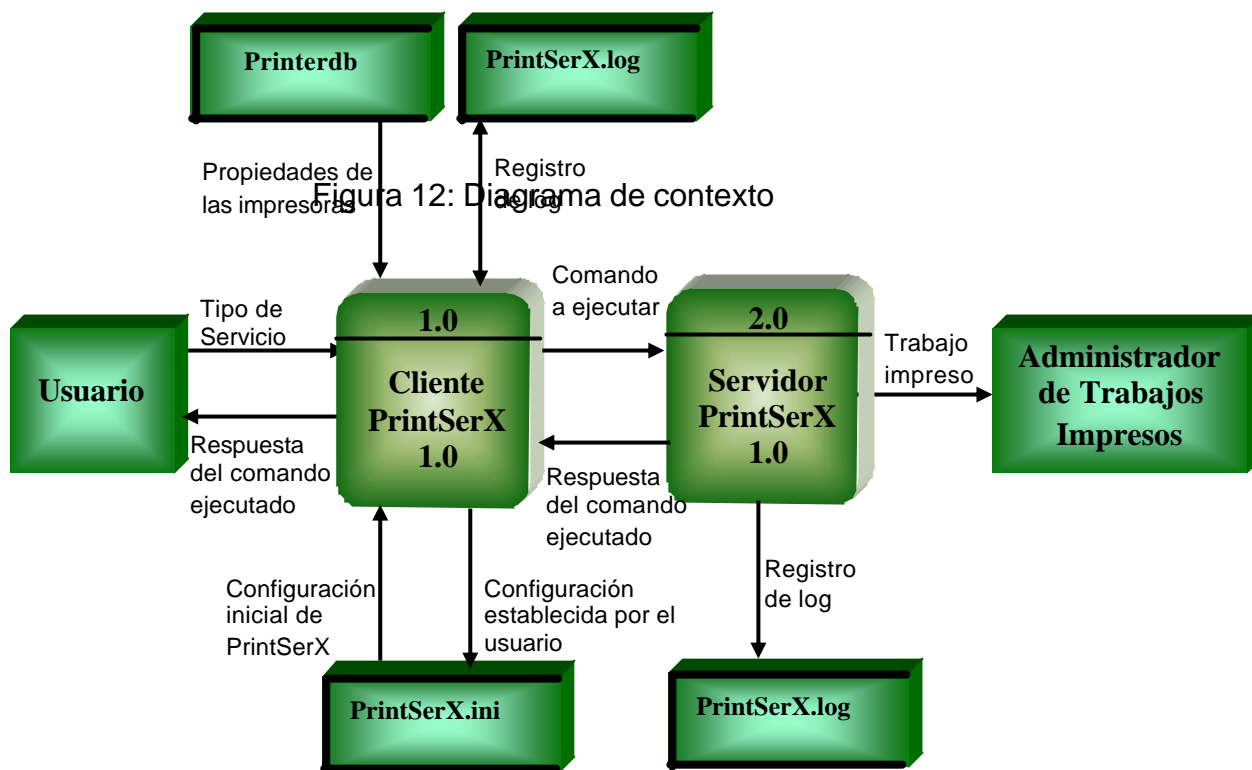 Printerdb
PrintSerX.log
Propiedades de
las impresoras
Registro
de log
Figura 12: Diagrama de contexto
Tipo de
Servicio
1.0
Cliente
PrintSerX
1.0
Comando
a ejecutar
2.0
Servidor
PrintSerX
1.0
Trabajo
impreso
Administrador
de Trabajos
Impresos
Usuario
Respuesta
del comando
ejecutado
Respuesta
del comando
ejecutado
Configuración
inicial de
PrintSerX
Configuración
establecida por el
usuario
Registro
de log
PrintSerX.ini
PrintSerX.log